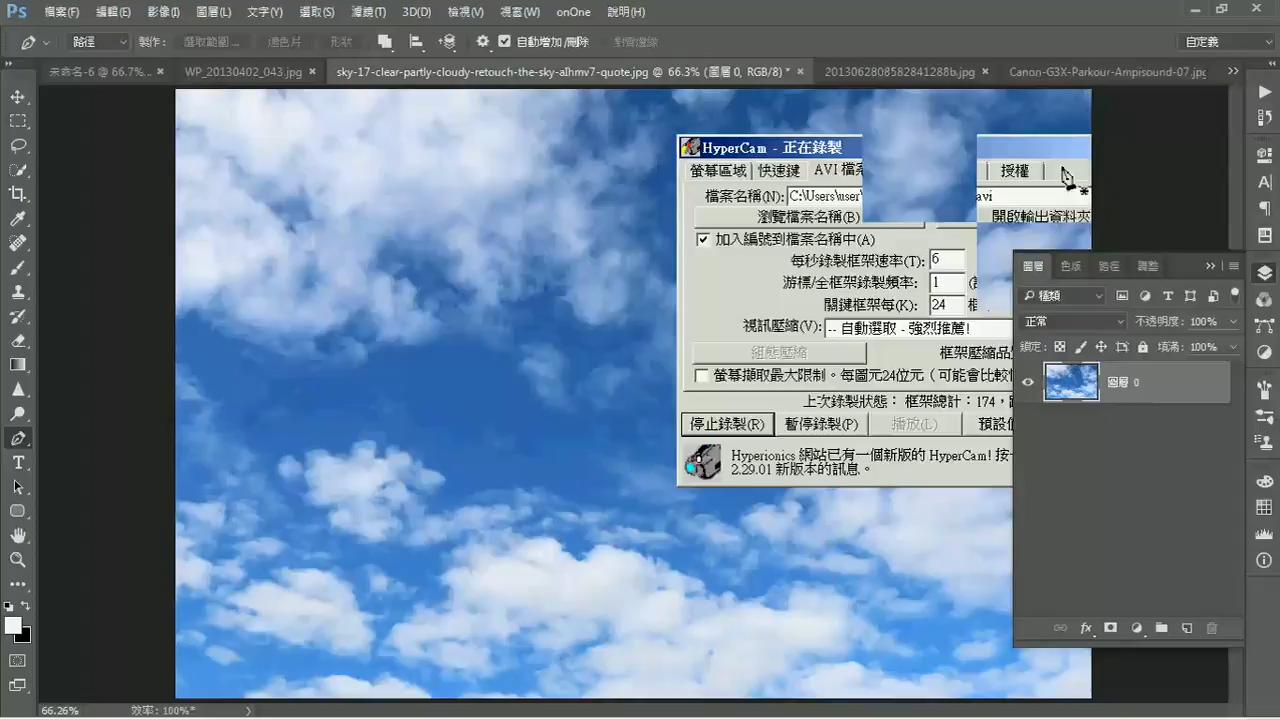 Ps 檔案(F) 編輯(E) 影像(I) 圖層(L) 文字(Y) 選取(S) 濾鏡(T) 3D(D) 檢視(V) 視窗(W) onOne 說明(H)
路徑 製作： 選取範圍... 遮色片 形狀 自動增加/刪除 對齊邊緣 自定義
未命名-6 @ 66.7%... × WP_20130402_043.jpg × sky-17-clear-partly-cloudy-retouch-the-sky-alhmv7-quote.jpg @ 66.3% (圖層 0, RGB/8) * × 2013062808582841288b.jpg × Canon-G3X-Parkour-Ampisound-07.jpg
HyperCam - 正在錄製
螢幕區域 快速鍵 AVI 檔案 授權
檔案名稱(N): C:\Users\user\ avi
瀏覽檔案名稱(B) 開啟輸出資料夾
加入編號到檔案名稱中(A)
每秒錄製框架速率(T): 6
游標/全框架錄製頻率: 1
關鍵框架每(K): 24
視訊壓縮(V): -- 自動選取 - 強烈推薦!
組態壓縮 框架壓縮品
螢幕擷取最大限制。每圖元24位元（可能會比較
上次錄製狀態： 框架總計：174，
停止錄製(R) 暫停錄製(P) 播放(L) 預設
Hyperionics 網站已有一個新版的 HyperCam! 按
2.29.01 新版本的訊息。
圖層 色版 路徑 調整
種類
正常 不透明度: 100%
鎖定: 填滿: 100%
圖層 0
fx
66.26% 效率: 100%*